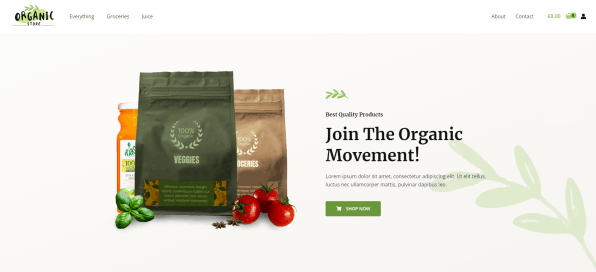 ORGANIC
STORE
Everything
Groceries
Juice
About
Contact
£0.00
0
Best Quality Products
Join The Organic
Movement!
Lorem ipsum dolor sit amet, consectetur adipiscing elit. Ut elit tellus,
luctus nec ullamcorper mattis, pulvinar dapibus leo.
SHOP NOW
100%
Organic
VEGGIES
100%